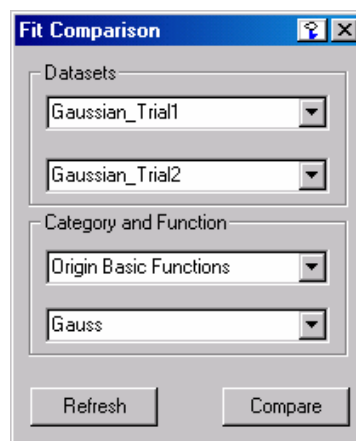 Fit Comparison
Datasets
Gaussian_Trial1
Gaussian_Trial2
Category and Function
Origin Basic Functions
Gauss
Refresh Compare